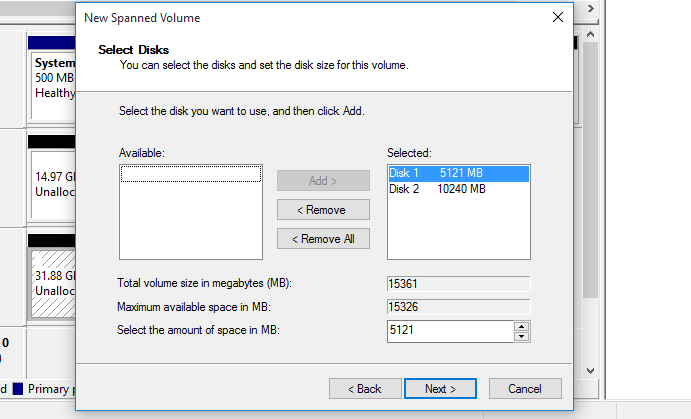 New Spanned Volume
Select Disks
You can select the disks and set the disk size for this volume.
Select the disk you want to use, and then click Add.
Available:
Selected:
Add >
< Remove
< Remove All
Disk 1 5121 MB
Disk 2 10240 MB
Total volume size in megabytes (MB): 15361
Maximum available space in MB: 15326
Select the amount of space in MB: 5121
< Back
Next >
Cancel
System
500 MB
Healthy
14.97 G
Unalloc
31.88 G
Unalloc
0
)
d
Primary p